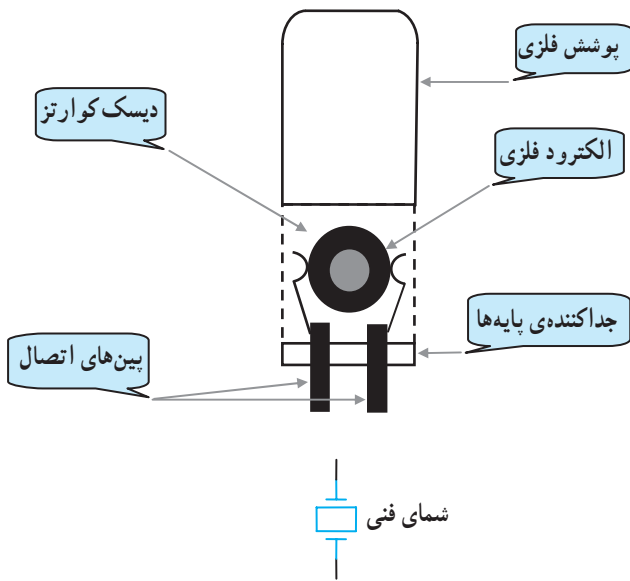 پوشش فلزی
دیسک کوارتز
الکترود فلزی
جداکننده‌ی پایه‌ها
پین‌های اتصال
شمای فنی